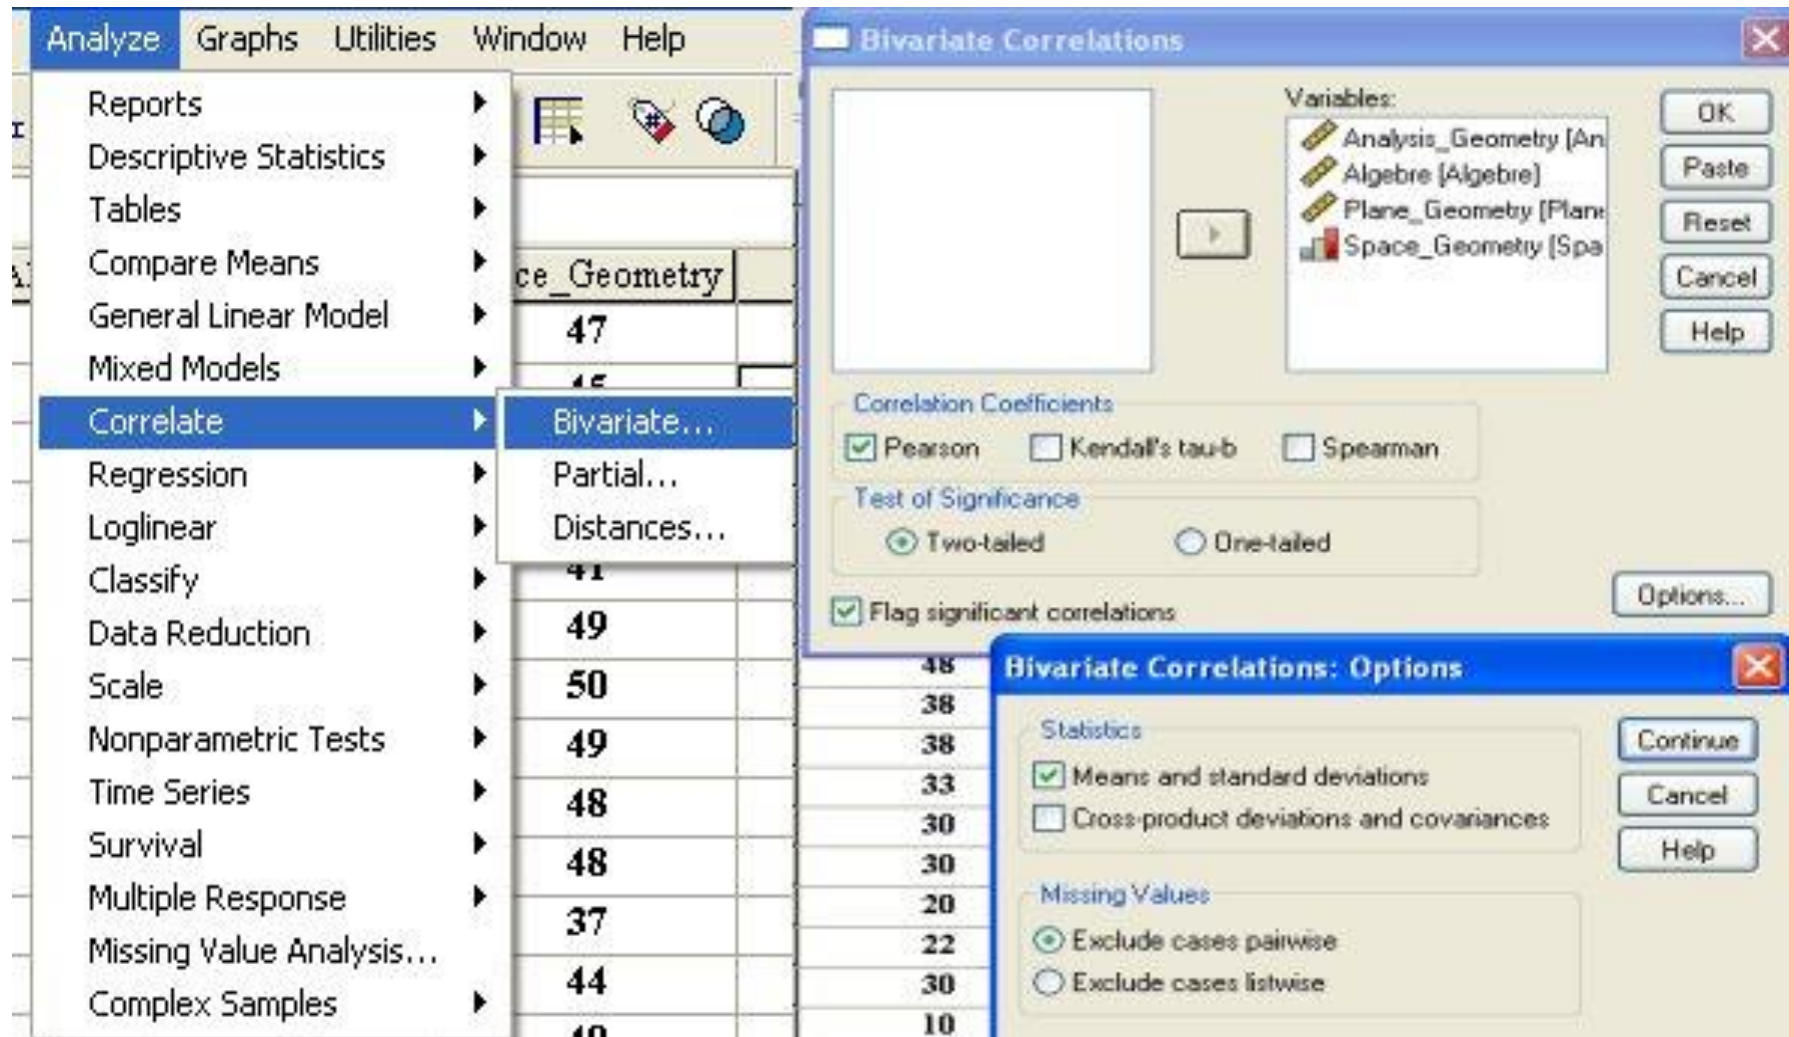 Analyze Graphs Utilities Window Help
Reports
Descriptive Statistics
Tables
Compare Means
General Linear Model
Mixed Models
Correlate
Regression
Loglinear
Classify
Data Reduction
Scale
Nonparametric Tests
Time Series
Survival
Multiple Response
Missing Value Analysis...
Complex Samples
Bivariate...
Partial...
Distances...
ce_Geometry
47
45
41
49
50
49
48
48
37
44
Bivariate Correlations
Variables:
Analysis_Geometry [An
Algebre [Algebre]
Plane_Geometry [Plane
Space_Geometry [Spa
OK
Paste
Reset
Cancel
Help
Correlation Coefficients
Pearson Kendall's tau-b Spearman
Test of Significance
Two-tailed One-tailed
Flag significant correlations
Options...
48
38
38
33
30
30
20
22
30
10
Bivariate Correlations: Options
Statistics
Means and standard deviations
Cross-product deviations and covariances
Missing Values
Exclude cases pairwise
Exclude cases listwise
Continue
Cancel
Help